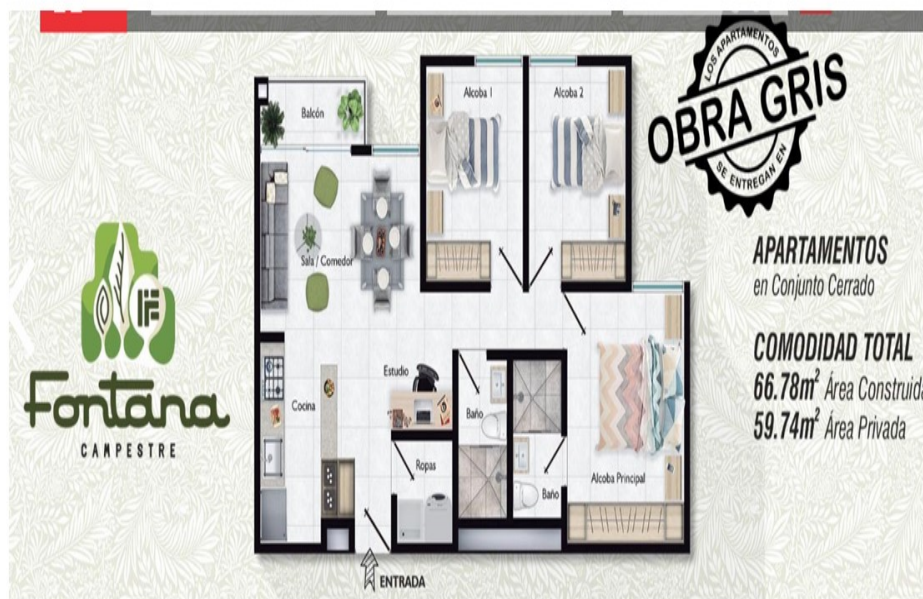 Balcón
Alcoba 1
Alcoba 2
LOS APARTAMENTOS
OBRA GRIS
SE ENTREGAN EN
Sala / Comedor
Estudio
Cocina
Baño
Ropas
Baño
Alcoba Principal
ENTRADA
Fontana
CAMPESTRE
APARTAMENTOS
en Conjunto Cerrado
COMODIDAD TOTAL
66.78m² Área Construid
59.74m² Área Privada